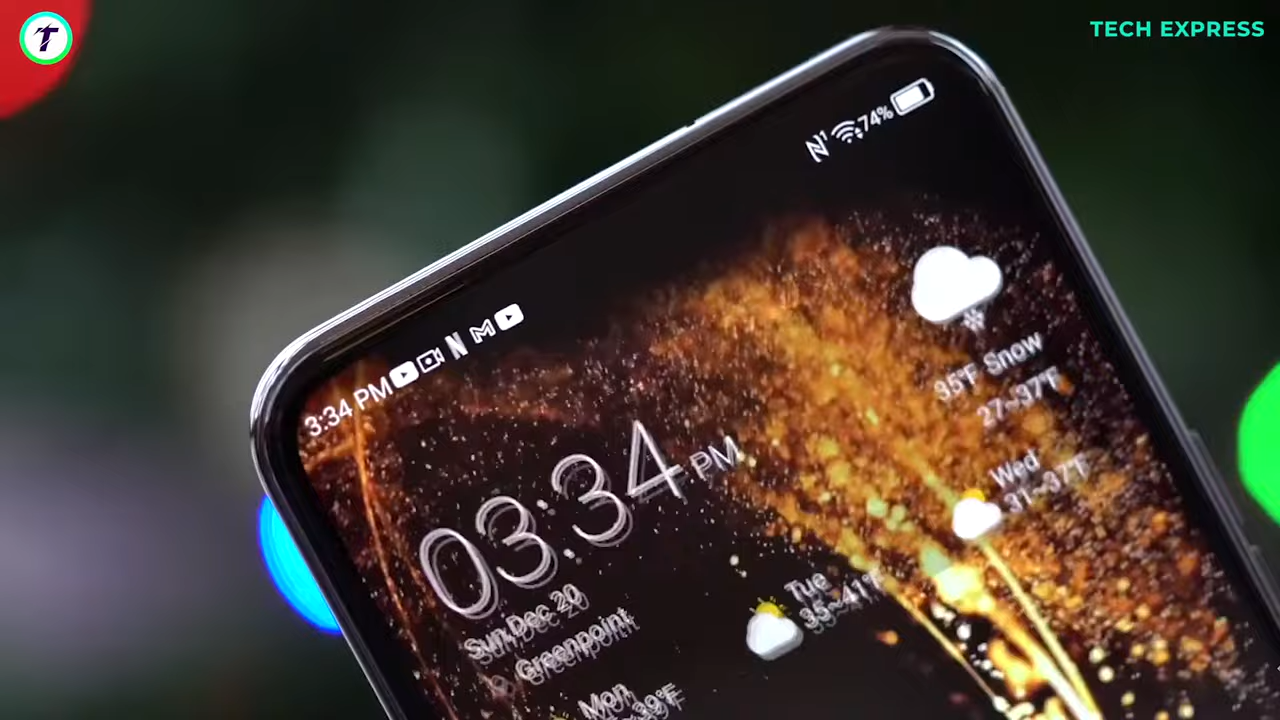 TECH EXPRESS
74%
3:34 PM
03:34 PM
Sun, Dec 20
Greenpoint
Mon
35°F Snow
27~37°F
Wed
31~37°F
Tue
35~41°F